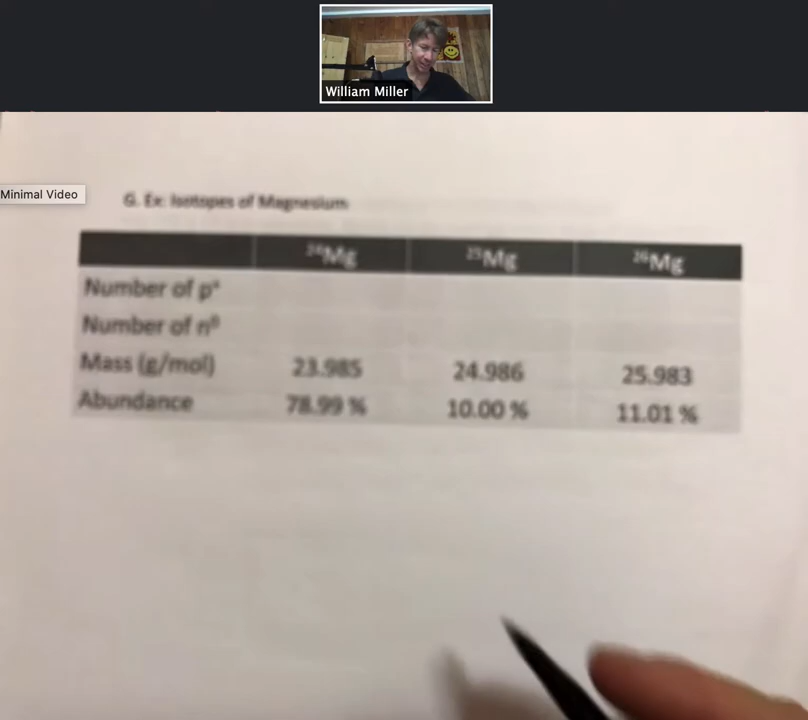 William Miller
Minimal Video
G. Ex: Isotopes of Magnesium
²⁴Mg ²⁵Mg ²⁶Mg
Number of p⁺
Number of n⁰
Mass (g/mol) 23.985 24.986 25.983
Abundance 78.99 % 10.00 % 11.01 %